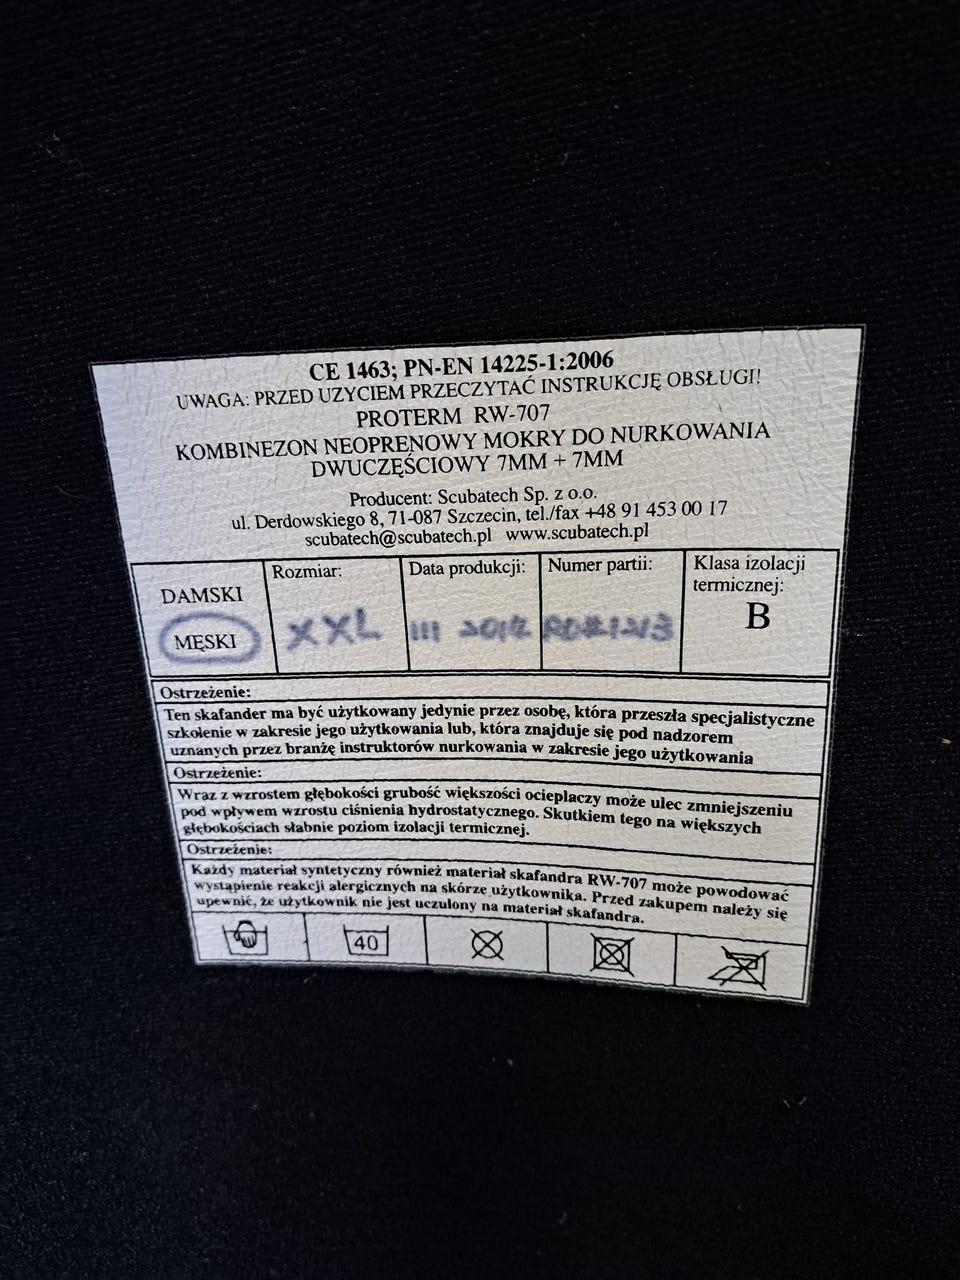 CE 1463; PN-EN 14225-1:2006
UWAGA: PRZED UZYCIEM PRZECZYTAĆ INSTRUKCJĘ OBSŁUGI!
PROTERM RW-707
KOMBINEZON NEOPRENOWY MOKRY DO NURKOWANIA
DWUCZĘŚCIOWY 7MM + 7MM
Producent: Scubatech Sp. z o.o.
ul. Derdowskiego 8, 71-087 Szczecin, tel./fax +48 91 453 00 17
scubatech@scubatech.pl www.scubatech.pl
DAMSKI
MĘSKI
Rozmiar:
XXL
Data produkcji:
III 2012
Numer partii:
Klasa izolacji
termicznej:
B
Ostrzeżenie:
Ten skafander ma być użytkowany jedynie przez osobę, która przeszła specjalistyczne
szkolenie w zakresie jego użytkowania lub, która znajduje się pod nadzorem
uznanych przez branżę instruktorów nurkowania w zakresie jego użytkowania
Ostrzeżenie:
Wraz z wzrostem głębokości grubość większości ocieplaczy może ulec zmniejszeniu
pod wpływem wzrostu ciśnienia hydrostatycznego. Skutkiem tego na większych
głębokościach słabnie poziom izolacji termicznej.
Ostrzeżenie:
Każdy materiał syntetyczny również materiał skafandra RW-707 może powodować
wystąpienie reakcji alergicznych na skórze użytkownika. Przed zakupem należy się
upewnić, że użytkownik nie jest uczulony na materiał skafandra.
40